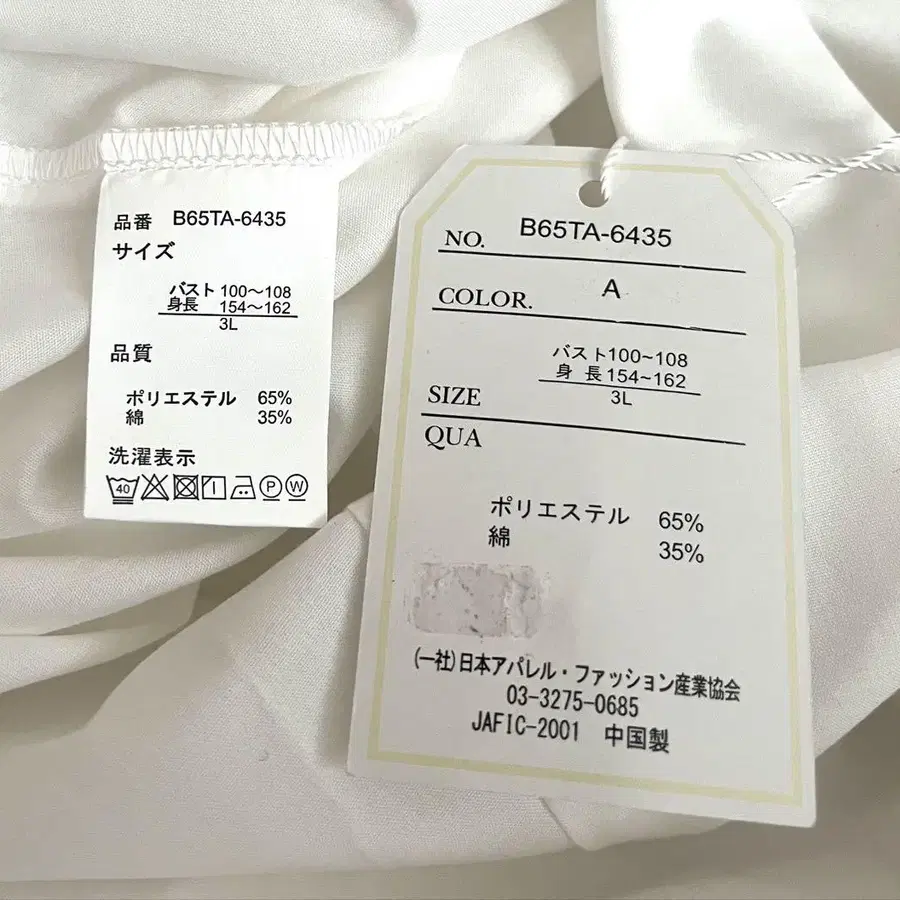 品番 B65TA-6435
サイズ
バスト 100～108
身長 154～162
3L
品質
ポリエステル 65%
綿 35%
洗濯表示
40 P W
NO. B65TA-6435
COLOR. A
バスト100~108
身 長 154~162
SIZE 3L
QUA
ポリエステル 65%
綿 35%
(一社)日本アパレル・ファッション産業協会
03-3275-0685
JAFIC-2001 中国製